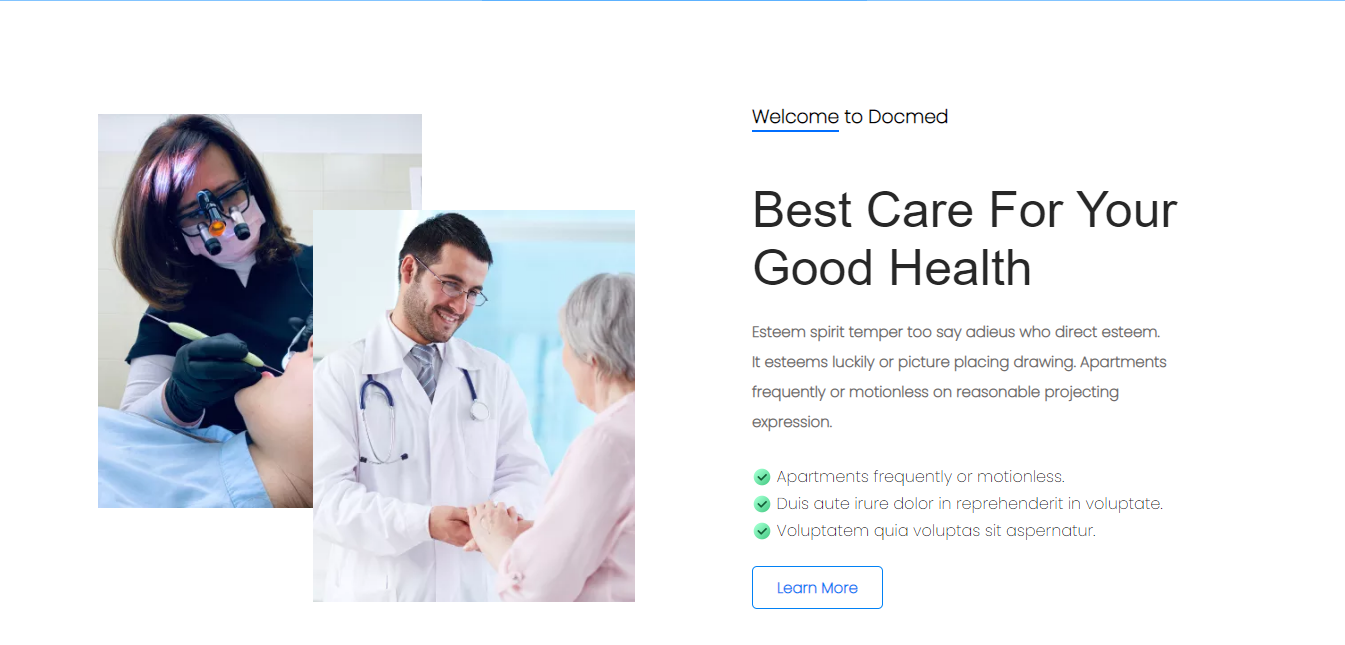 Welcome to Docmed
Best Care For Your
Good Health
Esteem spirit temper too say adieus who direct esteem.
It esteems luckily or picture placing drawing. Apartments
frequently or motionless on reasonable projecting
expression.
Apartments frequently or motionless.
Duis aute irure dolor in reprehenderit in voluptate.
Voluptatem quia voluptas sit aspernatur.
Learn More